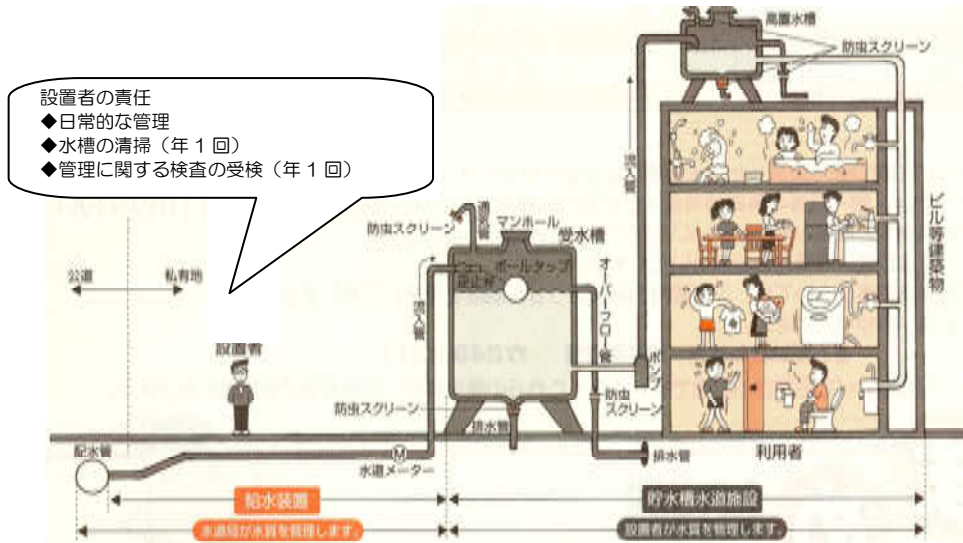 設置者の責任
◆日常的な管理
◆水槽の清掃（年１回）
◆管理に関する検査の受検（年１回）
高置水槽
防虫スクリーン
流入管
ビル等建築物
通気管
マンホール
防虫スクリーン
受水槽
ボールタップ
逆止弁
オーバーフロー管
流入管
公道
私有地
設置者
ポンプ
防虫スクリーン
防虫スクリーン
排水管
配水管
M
水道メーター
排水管
利用者
給水装置
貯水槽水道施設
水道局が水質を管理します。
設置者が水質を管理します。